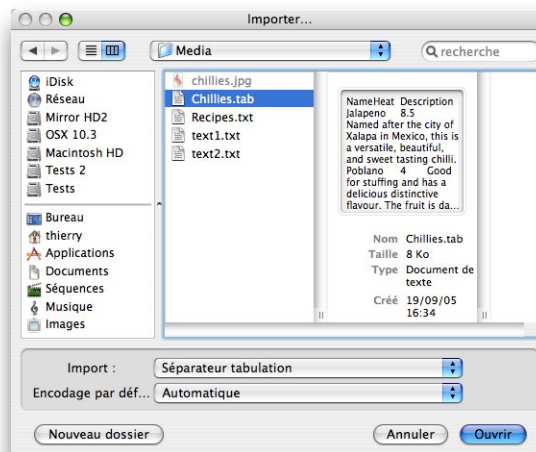 Importer...
Media
recherche
iDisk
Réseau
Mirror HD2
OSX 10.3
Macintosh HD
Tests 2
Tests
Bureau
thierry
Applications
Documents
Séquences
Musique
Images
chillies.jpg
Chillies.tab
Recipes.txt
text1.txt
text2.txt
NameHeat Description
Jalapeno 8.5
Named after the city of
Xalapa in Mexico, this is
a versatile, beautiful,
and sweet tasting chilli.
Poblano 4 Good
for stuffing and has a
delicious distinctive
flavour. The fruit is da...
Nom Chillies.tab
Taille 8 Ko
Type Document de
texte
Créé 19/09/05
16:34
Import : Séparateur tabulation
Encodage par déf... Automatique
Nouveau dossier
Annuler
Ouvrir